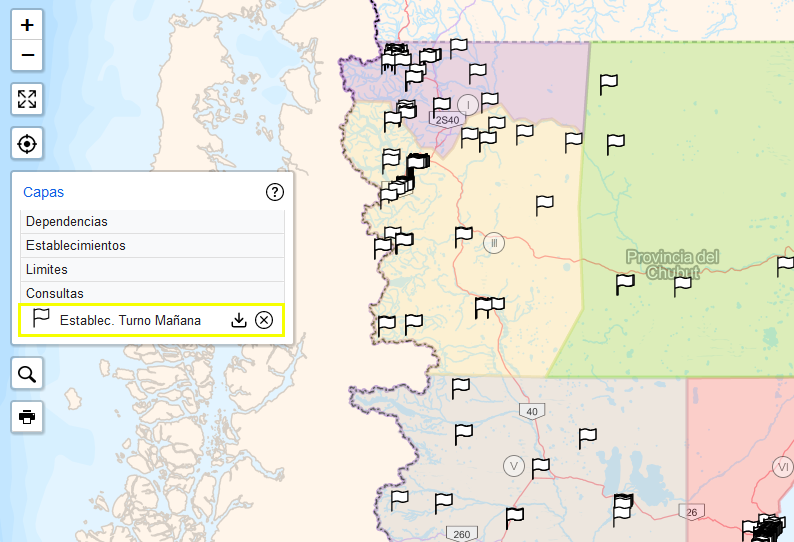 +
−
Capas
?
Dependencias
Establecimientos
Limites
Consultas
Establec. Turno Mañana
I
2S40
III
Provincia del
Chubut
40
V
VI
26
260